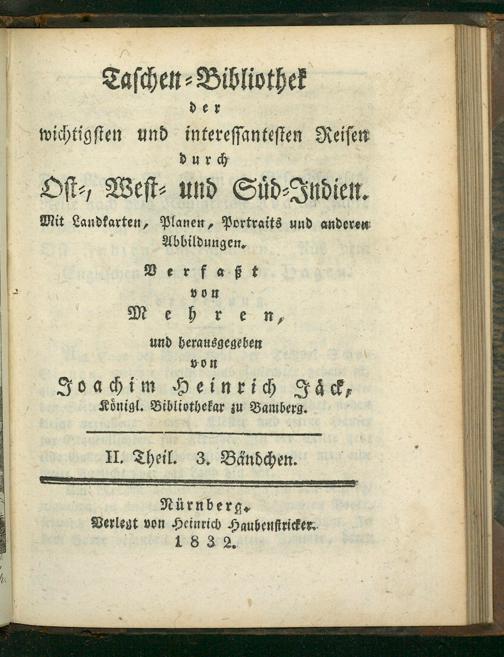 Taschen-Bibliothek
der
wichtigsten und interessantesten Reisen
durch
Ost-, West- und Süd-Indien.
Mit Landkarten, Planen, Portraits und anderen
Abbildungen.
Verfaßt
von
Mehren,
und herausgegeben
von
Joachim Heinrich Jäck,
Königl. Bibliothekar zu Bamberg.
II. Theil. 3. Bändchen.
Nürnberg.
Verlegt von Heinrich Haubenstricker.
1832.